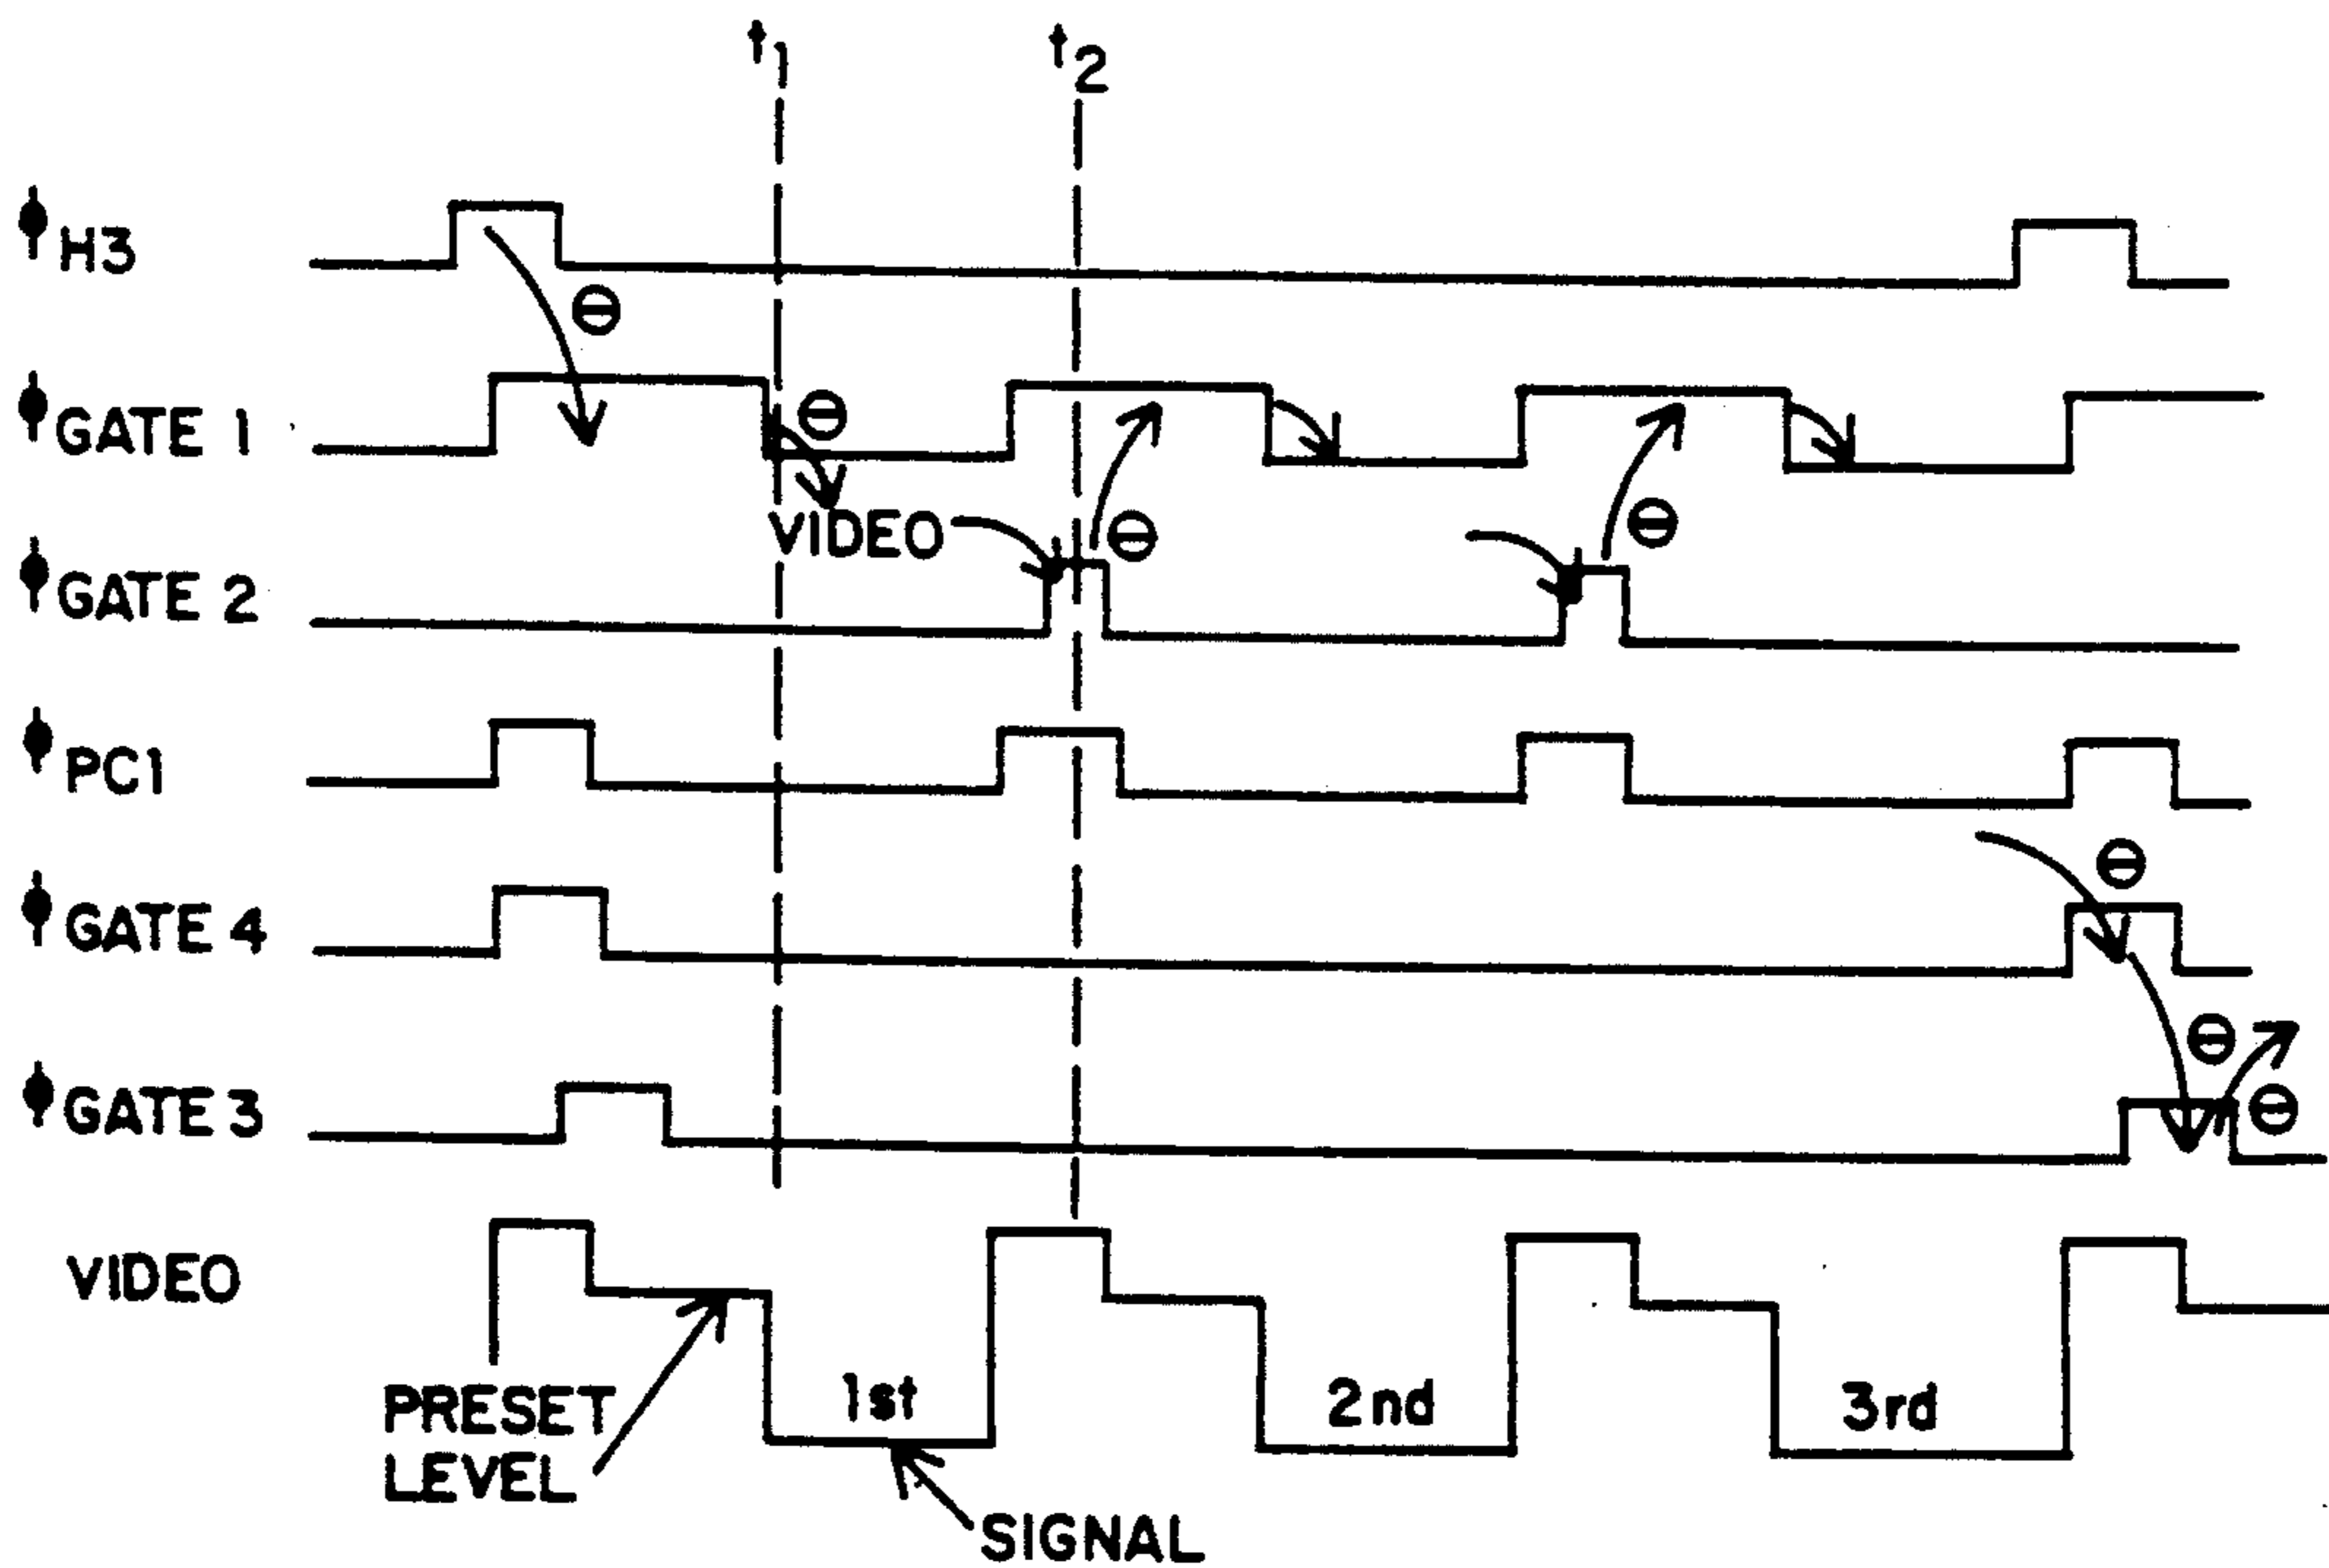 t1
t2
ϕH3
⊖
ϕGATE 1
⊖
VIDEO
⊖
⊖
ϕGATE 2
ϕPC1
⊖
ϕGATE 4
⊖
ϕGATE 3
⊖
VIDEO
PRESET
LEVEL
1st
2nd
3rd
SIGNAL